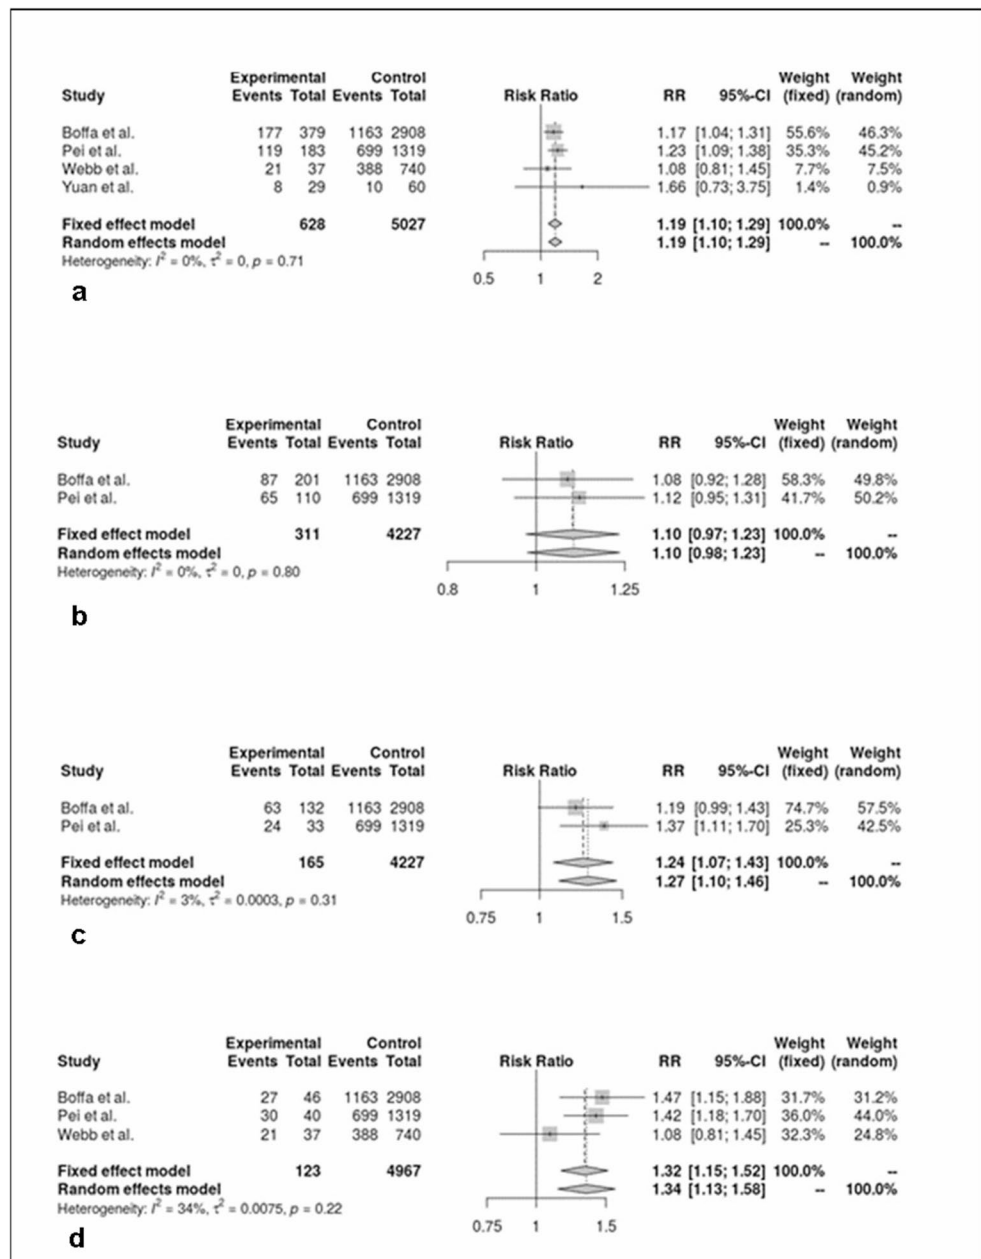 Experimental Control Weight Weight
Study Events Total Events Total Risk Ratio RR 95%-CI (fixed) (random)
Boffa et al. 177 379 1163 2908 1.17 [1.04; 1.31] 55.6% 46.3%
Pei et al. 119 183 699 1319 1.23 [1.09; 1.38] 35.3% 45.2%
Webb et al. 21 37 388 740 1.08 [0.81; 1.45] 7.7% 7.5%
Yuan et al. 8 29 10 60 1.66 [0.73; 3.75] 1.4% 0.9%
Fixed effect model 628 5027 1.19 [1.10; 1.29] 100.0% --
Random effects model 1.19 [1.10; 1.29] -- 100.0%
Heterogeneity: I² = 0%, τ² = 0, p = 0.71
0.5 1 2
a
Experimental Control Weight Weight
Study Events Total Events Total Risk Ratio RR 95%-CI (fixed) (random)
Boffa et al. 87 201 1163 2908 1.08 [0.92; 1.28] 58.3% 49.8%
Pei et al. 65 110 699 1319 1.12 [0.95; 1.31] 41.7% 50.2%
Fixed effect model 311 4227 1.10 [0.97; 1.23] 100.0% --
Random effects model 1.10 [0.98; 1.23] -- 100.0%
Heterogeneity: I² = 0%, τ² = 0, p = 0.80
0.8 1 1.25
b
Experimental Control Weight Weight
Study Events Total Events Total Risk Ratio RR 95%-CI (fixed) (random)
Boffa et al. 63 132 1163 2908 1.19 [0.99; 1.43] 74.7% 57.5%
Pei et al. 24 33 699 1319 1.37 [1.11; 1.70] 25.3% 42.5%
Fixed effect model 165 4227 1.24 [1.07; 1.43] 100.0% --
Random effects model 1.27 [1.10; 1.46] -- 100.0%
Heterogeneity: I² = 3%, τ² = 0.0003, p = 0.31
0.75 1 1.5
c
Experimental Control Weight Weight
Study Events Total Events Total Risk Ratio RR 95%-CI (fixed) (random)
Boffa et al. 27 46 1163 2908 1.47 [1.15; 1.88] 31.7% 31.2%
Pei et al. 30 40 699 1319 1.42 [1.18; 1.70] 36.0% 44.0%
Webb et al. 21 37 388 740 1.08 [0.81; 1.45] 32.3% 24.8%
Fixed effect model 123 4967 1.32 [1.15; 1.52] 100.0% --
Random effects model 1.34 [1.13; 1.58] -- 100.0%
Heterogeneity: I² = 34%, τ² = 0.0075, p = 0.22
0.75 1 1.5
d